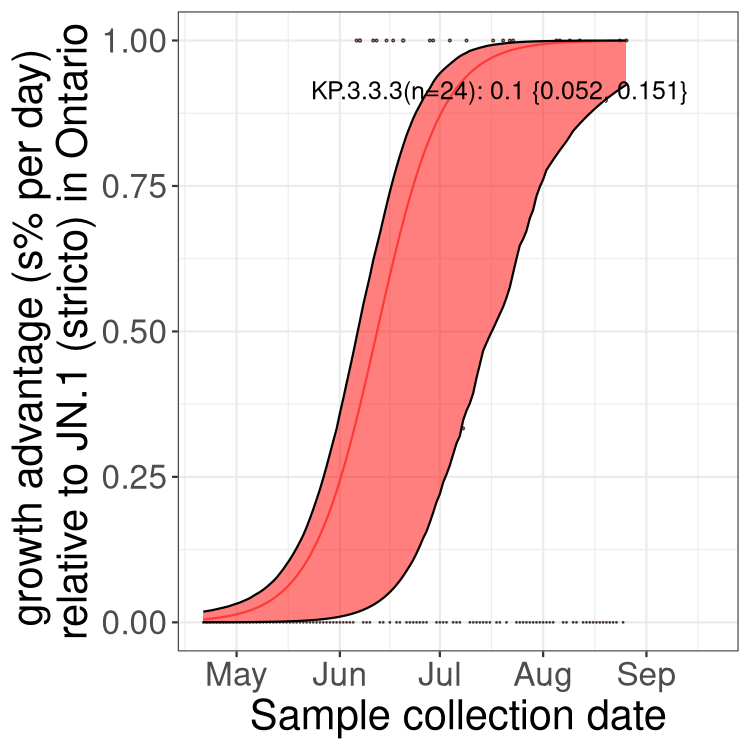 growth advantage (s% per day)
relative to JN.1 (stricto) in Ontario
1.00
0.75
0.50
0.25
0.00
KP.3.3.3(n=24): 0.1 {0.052, 0.151}
May Jun Jul Aug Sep
Sample collection date